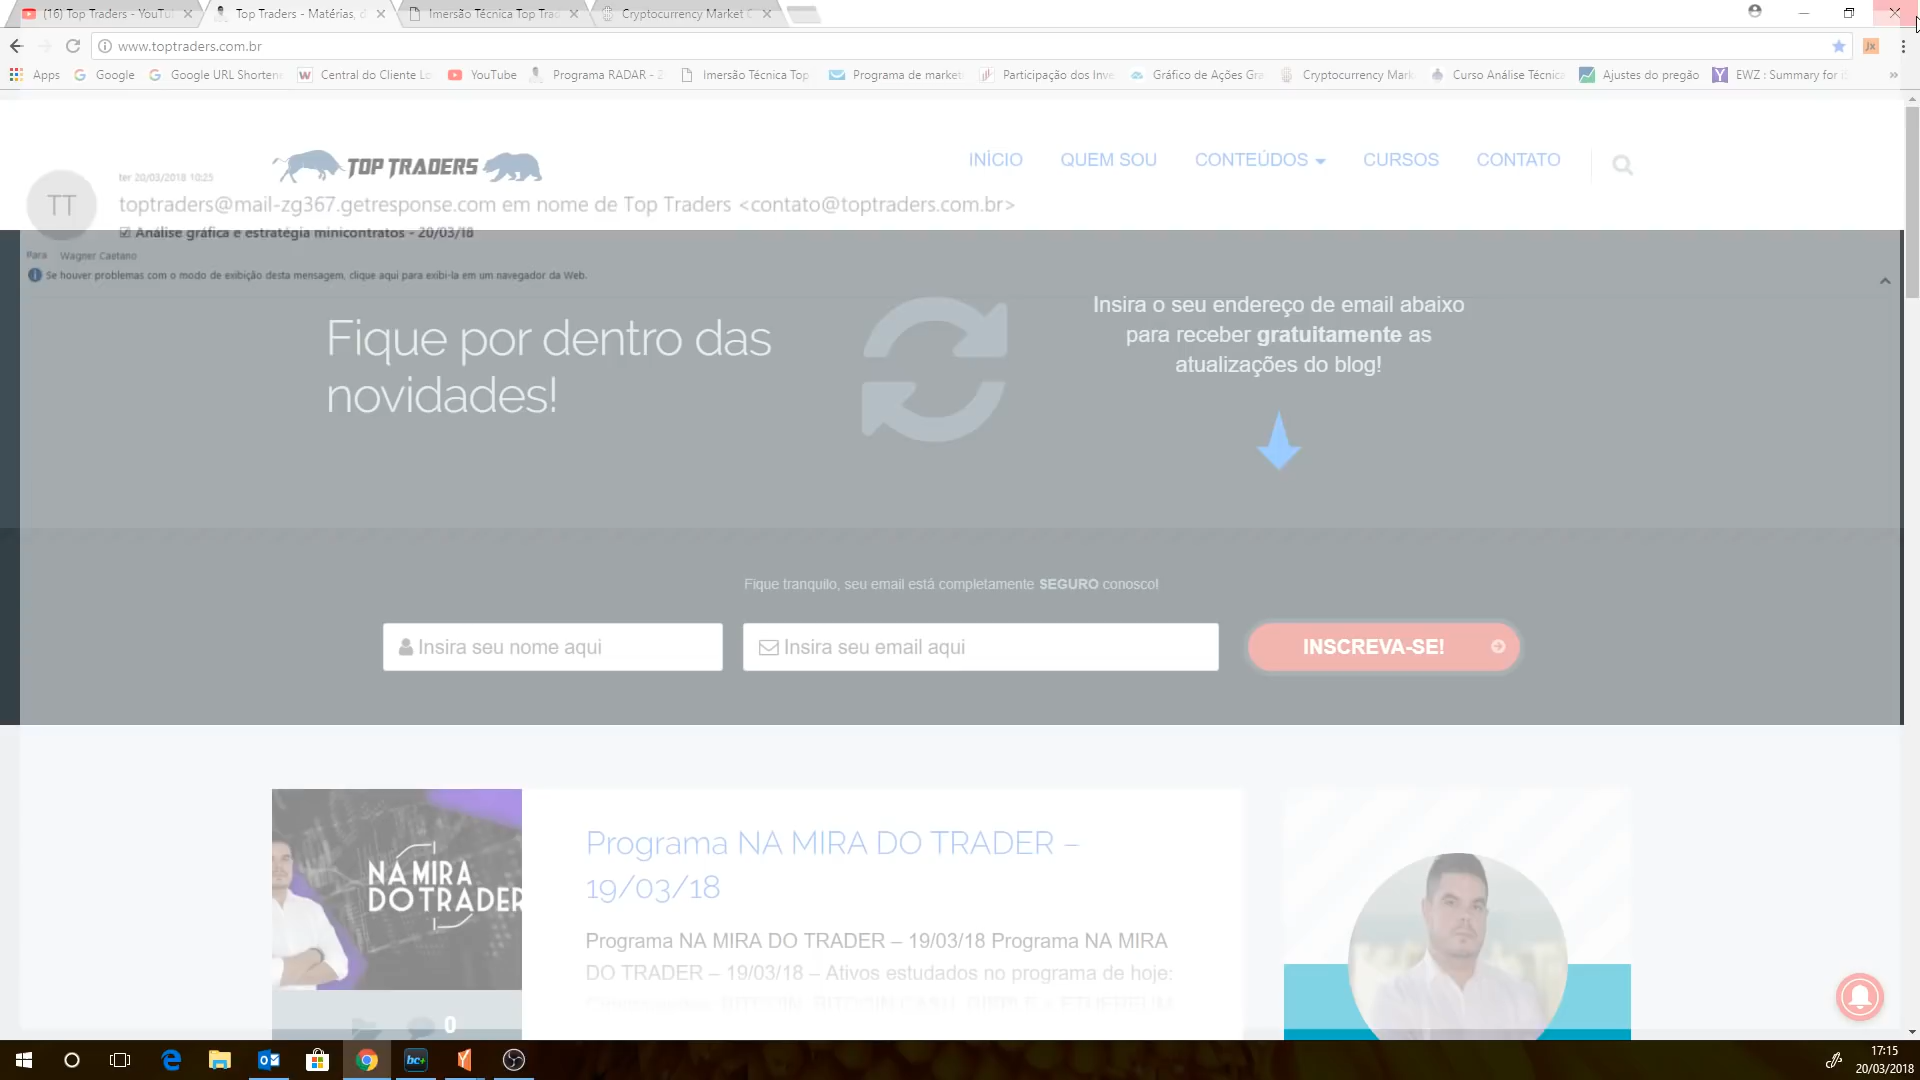 (16) Top Traders - YouTu
Top Traders - Matérias, d
Imersão Técnica Top Trad
Cryptocurrency Market C
www.toptraders.com.br
Jx
Apps
Google
Google URL Shortene
Central do Cliente Lo
YouTube
Programa RADAR - 2
Imersão Técnica Top
Programa de market
Participação dos Inve
Gráfico de Ações Gra
Cryptocurrency Mark
Curso Análise Técnica
Ajustes do pregão
EWZ : Summary for iS
TOP TRADERS
INÍCIO
QUEM SOU
CONTEÚDOS
CURSOS
CONTATO
TT
ter 20/03/2018 10:25
toptraders@mail-zg367.getresponse.com em nome de Top Traders <contato@toptraders.com.br>
Análise gráfica e estratégia minicontratos - 20/03/18
Para Wagner Caetano
Se houver problemas com o modo de exibição desta mensagem, clique aqui para exibi-la em um navegador da Web.
Fique por dentro das
novidades!
Insira o seu endereço de email abaixo
para receber gratuitamente as
atualizações do blog!
Fique tranquilo, seu email está completamente SEGURO conosco!
Insira seu nome aqui
Insira seu email aqui
INSCREVA-SE!
NA MIRA
DO TRADER
Programa NA MIRA DO TRADER –
19/03/18
Programa NA MIRA DO TRADER – 19/03/18 Programa NA MIRA
DO TRADER – 19/03/18 – Ativos estudados no programa de hoje:
0
bc+
17:15
20/03/2018